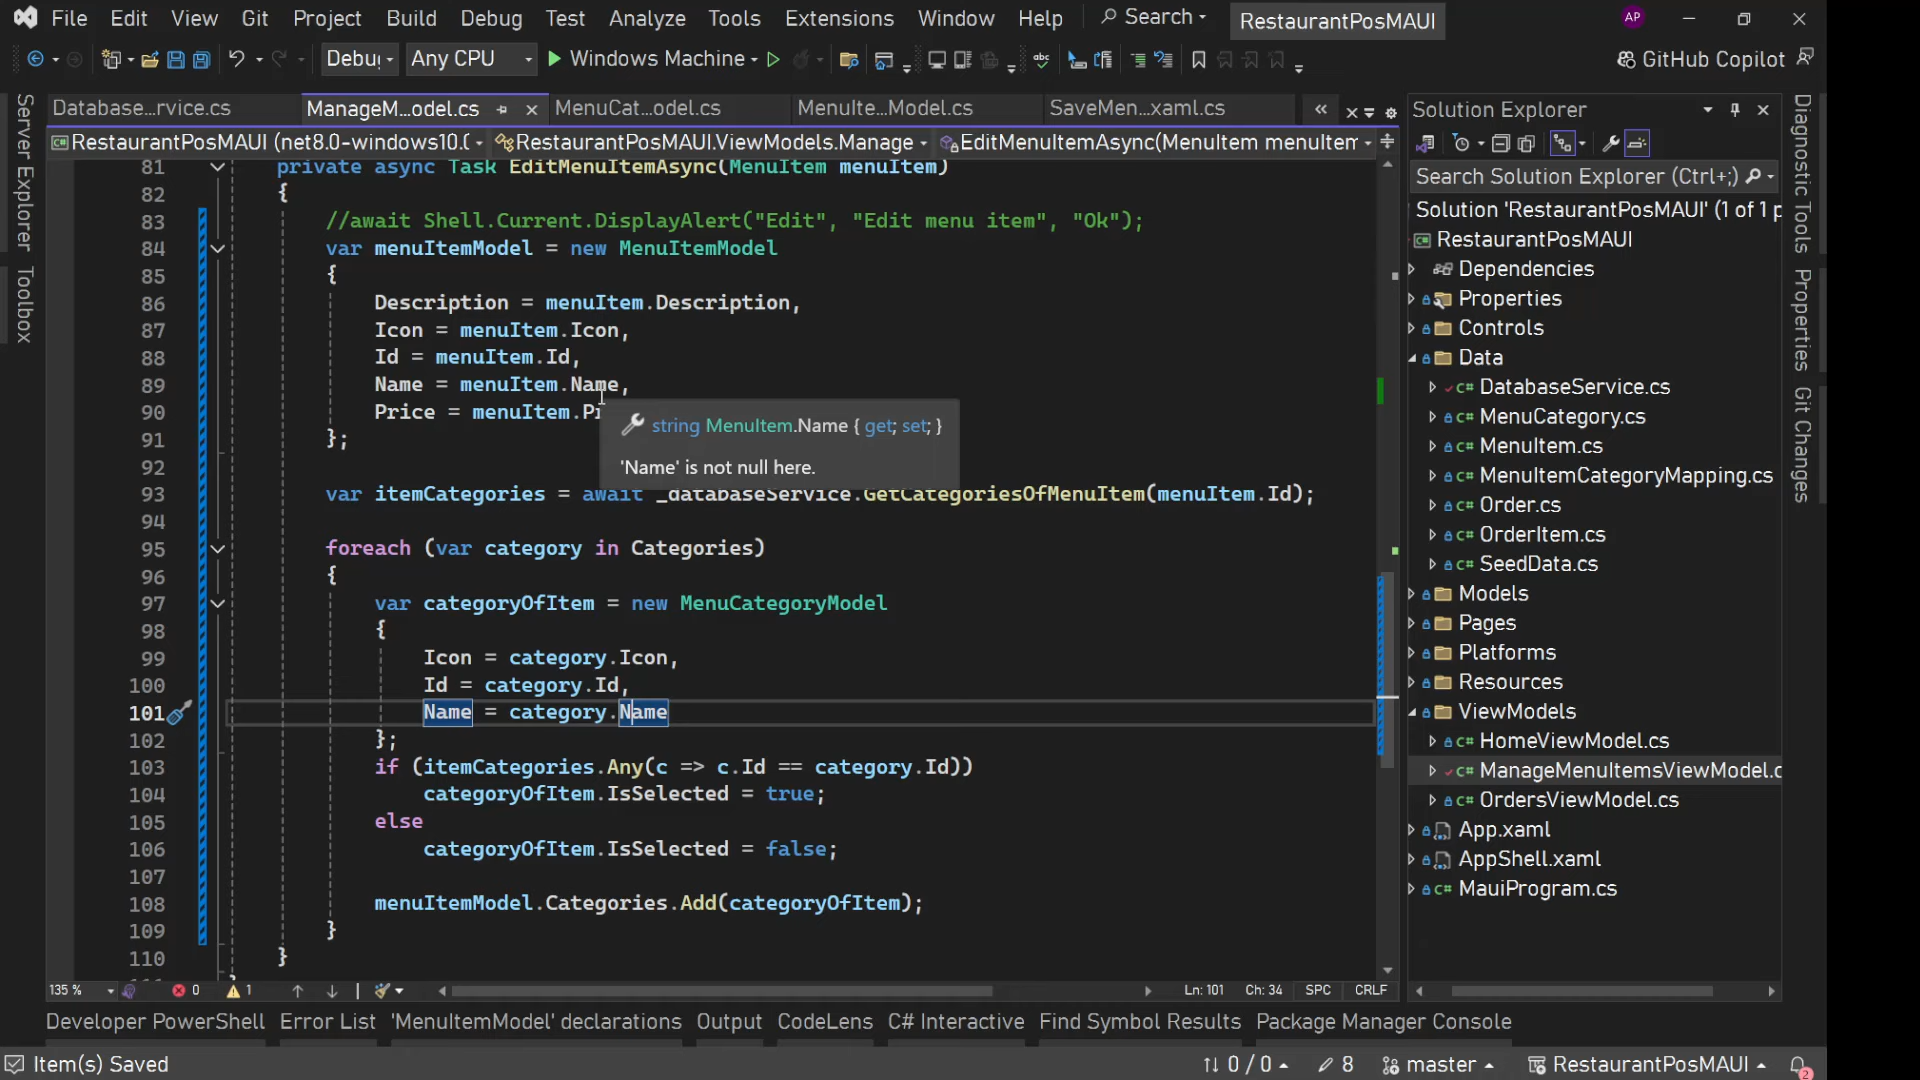 File Edit View Git Project Build Debug Test Analyze Tools Extensions Window Help Search RestaurantPosMAUI AP
Debu Any CPU Windows Machine GitHub Copilot
Server Explorer
Toolbox
Database...rvice.cs ManageM...odel.cs MenuCat...odel.cs MenuIte...Model.cs SaveMen...xaml.cs
RestaurantPosMAUI (net8.0-windows10.0 RestaurantPosMAUI.ViewModels.Manage EditMenuItemAsync(MenuItem menuItem
81 private async Task EditMenuItemAsync(MenuItem menuItem)
82 {
83 //await Shell.Current.DisplayAlert("Edit", "Edit menu item", "Ok");
84 var menuItemModel = new MenuItemModel
85 {
86 Description = menuItem.Description,
87 Icon = menuItem.Icon,
88 Id = menuItem.Id,
89 Name = menuItem.Name,
90 Price = menuItem.Pr
string MenuItem.Name { get; set; }
'Name' is not null here.
91 };
92
93 var itemCategories = await _databaseService.GetCategoriesOfMenuItem(menuItem.Id);
94
95 foreach (var category in Categories)
96 {
97 var categoryOfItem = new MenuCategoryModel
98 {
99 Icon = category.Icon,
100 Id = category.Id,
101 Name = category.Name
102 };
103 if (itemCategories.Any(c => c.Id == category.Id))
104 categoryOfItem.IsSelected = true;
105 else
106 categoryOfItem.IsSelected = false;
107
108 menuItemModel.Categories.Add(categoryOfItem);
109 }
110 }
135 % 0 1 Ln: 101 Ch: 34 SPC CRLF
Solution Explorer
Search Solution Explorer (Ctrl+;)
Solution 'RestaurantPosMAUI' (1 of 1 p
RestaurantPosMAUI
Dependencies
Properties
Controls
Data
DatabaseService.cs
MenuCategory.cs
MenuItem.cs
MenuItemCategoryMapping.cs
Order.cs
OrderItem.cs
SeedData.cs
Models
Pages
Platforms
Resources
ViewModels
HomeViewModel.cs
ManageMenuItemsViewModel.c
OrdersViewModel.cs
App.xaml
AppShell.xaml
MauiProgram.cs
Diagnostic Tools
Properties
Git Changes
Developer PowerShell Error List 'MenuItemModel' declarations Output CodeLens C# Interactive Find Symbol Results Package Manager Console
Item(s) Saved 0 / 0 8 master RestaurantPosMAUI 2